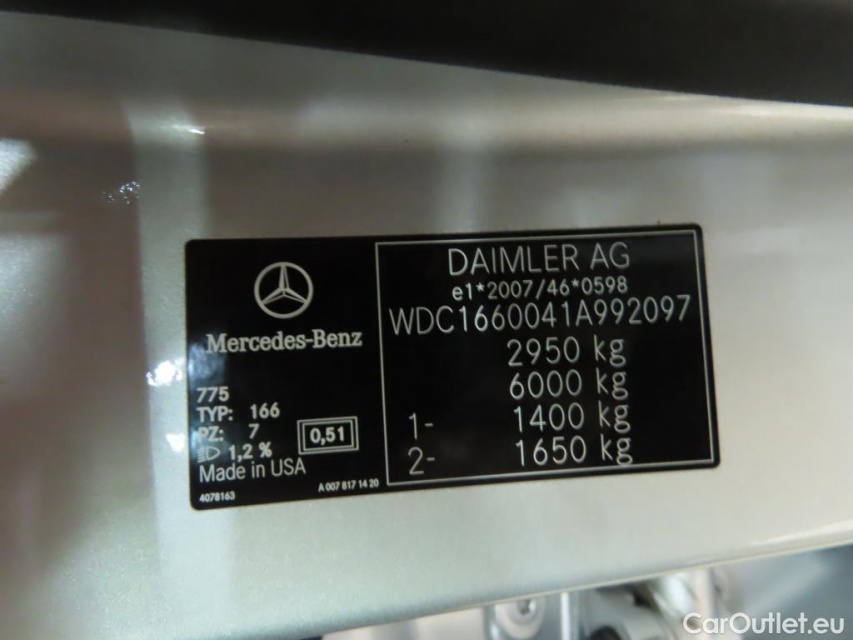 Mercedes-Benz
775
TYP: 166
PZ: 7
1,2 %
0,51
Made in USA
4078163
A 007 817 14 20
DAIMLER AG
e1*2007/46*0598
WDC1660041A992097
2950 kg
6000 kg
1- 1400 kg
2- 1650 kg
CarOutlet.eu